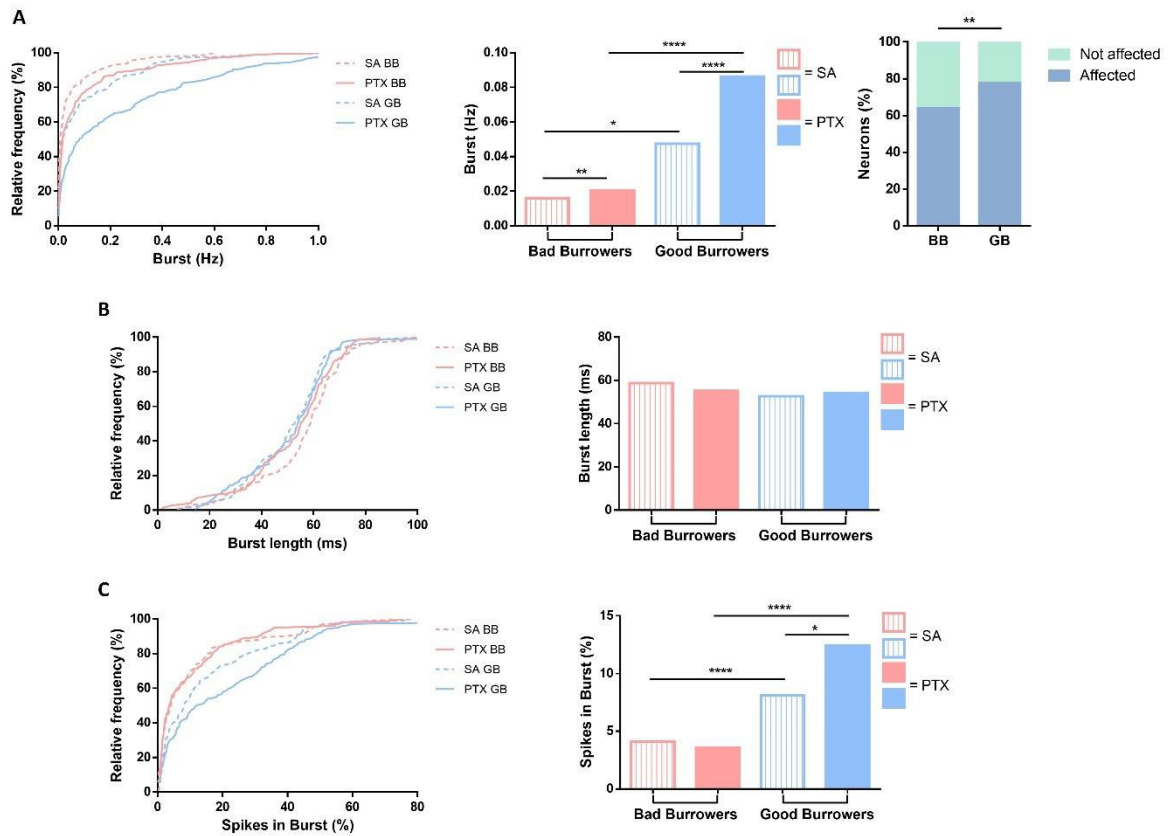 A
Relative frequency (%)
100
80
60
40
20
0
0.0 0.2 0.4 0.6 0.8 1.0
Burst (Hz)
SA BB
PTX BB
SA GB
PTX GB
Burst (Hz)
0.10
0.08
0.06
0.04
0.02
0.00
****
****
*
**
Bad Burrowers Good Burrowers
= SA
= PTX
Neurons (%)
100
80
60
40
20
0
**
BB GB
Not affected
Affected
B
Relative frequency (%)
100
80
60
40
20
0
0 20 40 60 80 100
Burst length (ms)
SA BB
PTX BB
SA GB
PTX GB
Burst length (ms)
80
60
40
20
0
Bad Burrowers Good Burrowers
= SA
= PTX
C
Relative frequency (%)
100
80
60
40
20
0
0 20 40 60 80
Spikes in Burst (%)
SA BB
PTX BB
SA GB
PTX GB
Spikes in Burst (%)
15
10
5
0
****
*
****
Bad Burrowers Good Burrowers
= SA
= PTX